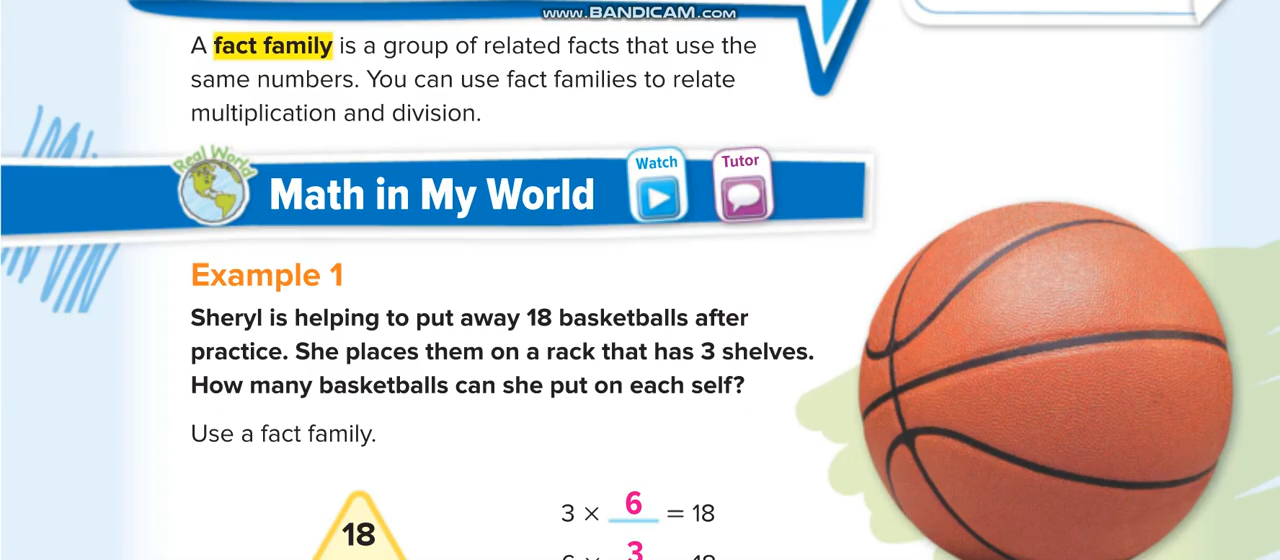 www.BANDICAM.com
A fact family is a group of related facts that use the
same numbers. You can use fact families to relate
multiplication and division.
Real World
Math in My World
Watch
Tutor
Example 1
Sheryl is helping to put away 18 basketballs after
practice. She places them on a rack that has 3 shelves.
How many basketballs can she put on each self?
Use a fact family.
18
3 × 6 = 18
6 × 3 = 18